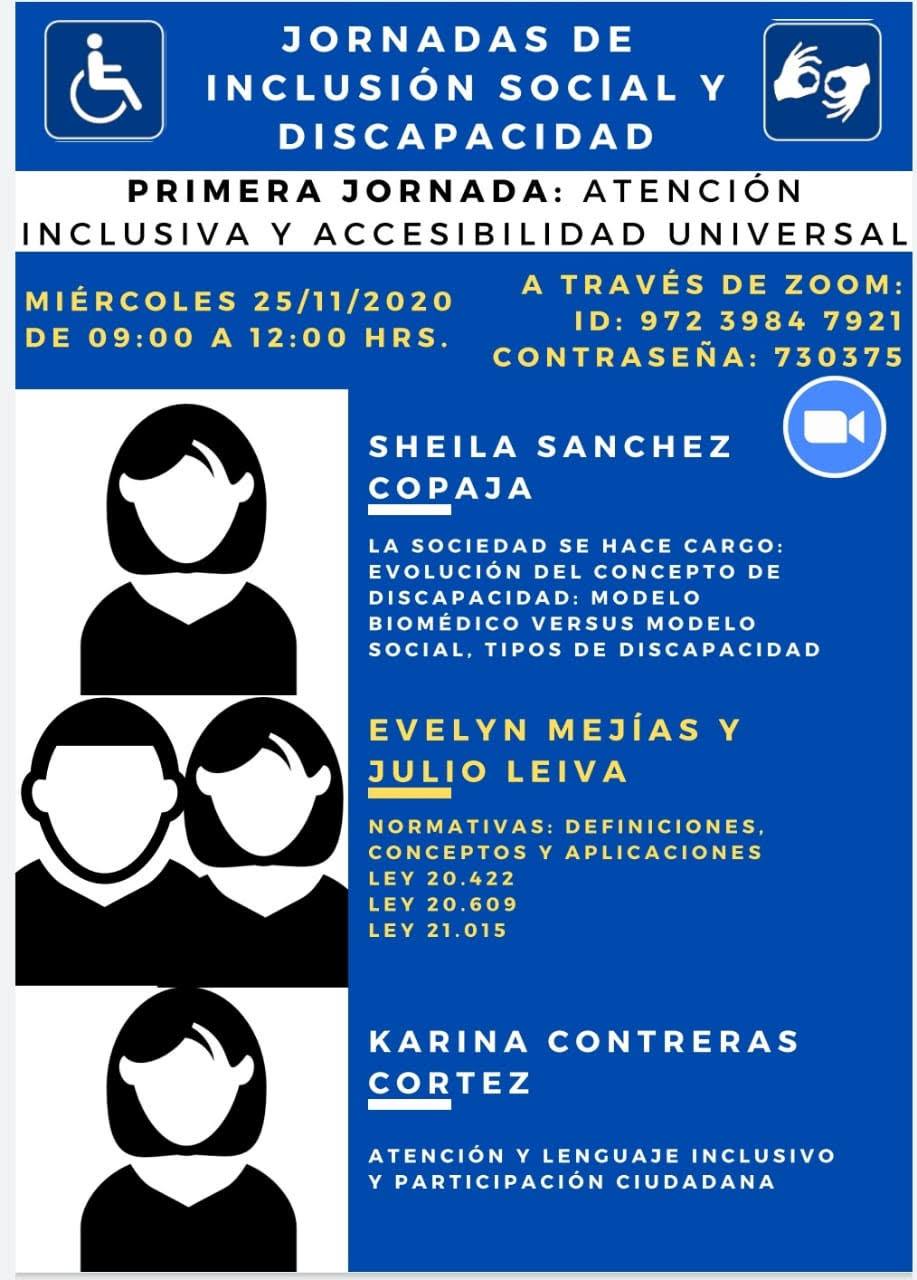 JORNADAS DE
INCLUSIÓN SOCIAL Y
DISCAPACIDAD
PRIMERA JORNADA: ATENCIÓN
INCLUSIVA Y ACCESIBILIDAD UNIVERSAL
MIÉRCOLES 25/11/2020
DE 09:00 A 12:00 HRS.
A TRAVÉS DE ZOOM:
ID: 972 3984 7921
CONTRASEÑA: 730375
SHEILA SANCHEZ
COPAJA
LA SOCIEDAD SE HACE CARGO:
EVOLUCIÓN DEL CONCEPTO DE
DISCAPACIDAD: MODELO
BIOMÉDICO VERSUS MODELO
SOCIAL, TIPOS DE DISCAPACIDAD
EVELYN MEJÍAS Y
JULIO LEIVA
NORMATIVAS: DEFINICIONES,
CONCEPTOS Y APLICACIONES
LEY 20.422
LEY 20.609
LEY 21.015
KARINA CONTRERAS
CORTEZ
ATENCIÓN Y LENGUAJE INCLUSIVO
Y PARTICIPACIÓN CIUDADANA